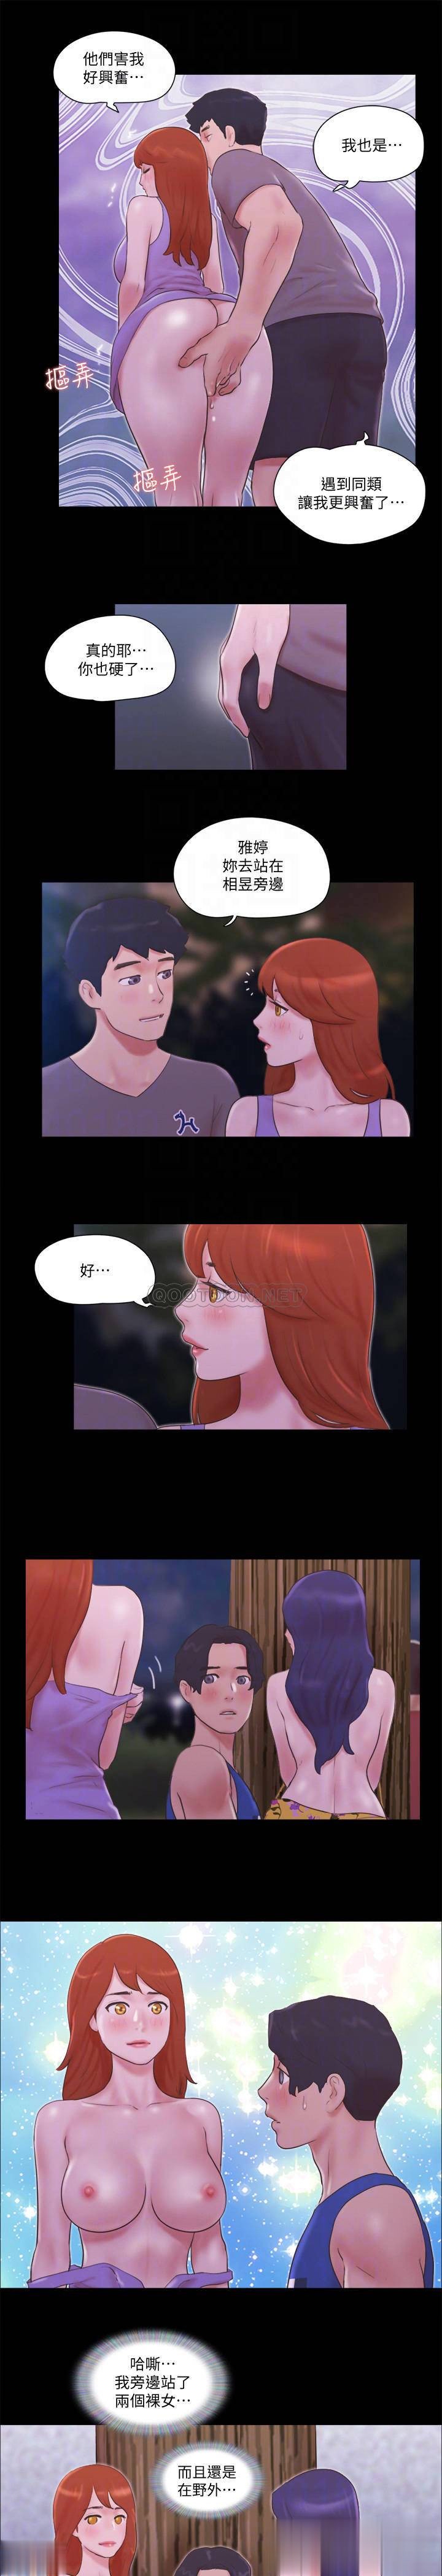 他們害我
好興奮⋯
我也是⋯
摳弄
摳弄
遇到同類
讓我更興奮了⋯
真的耶⋯
你也硬了⋯
雅婷
妳去站在
相昱旁邊
好⋯
QOOTOON.NET
哈嘶⋯
我旁邊站了
兩個裸女⋯
而且還是
在野外⋯